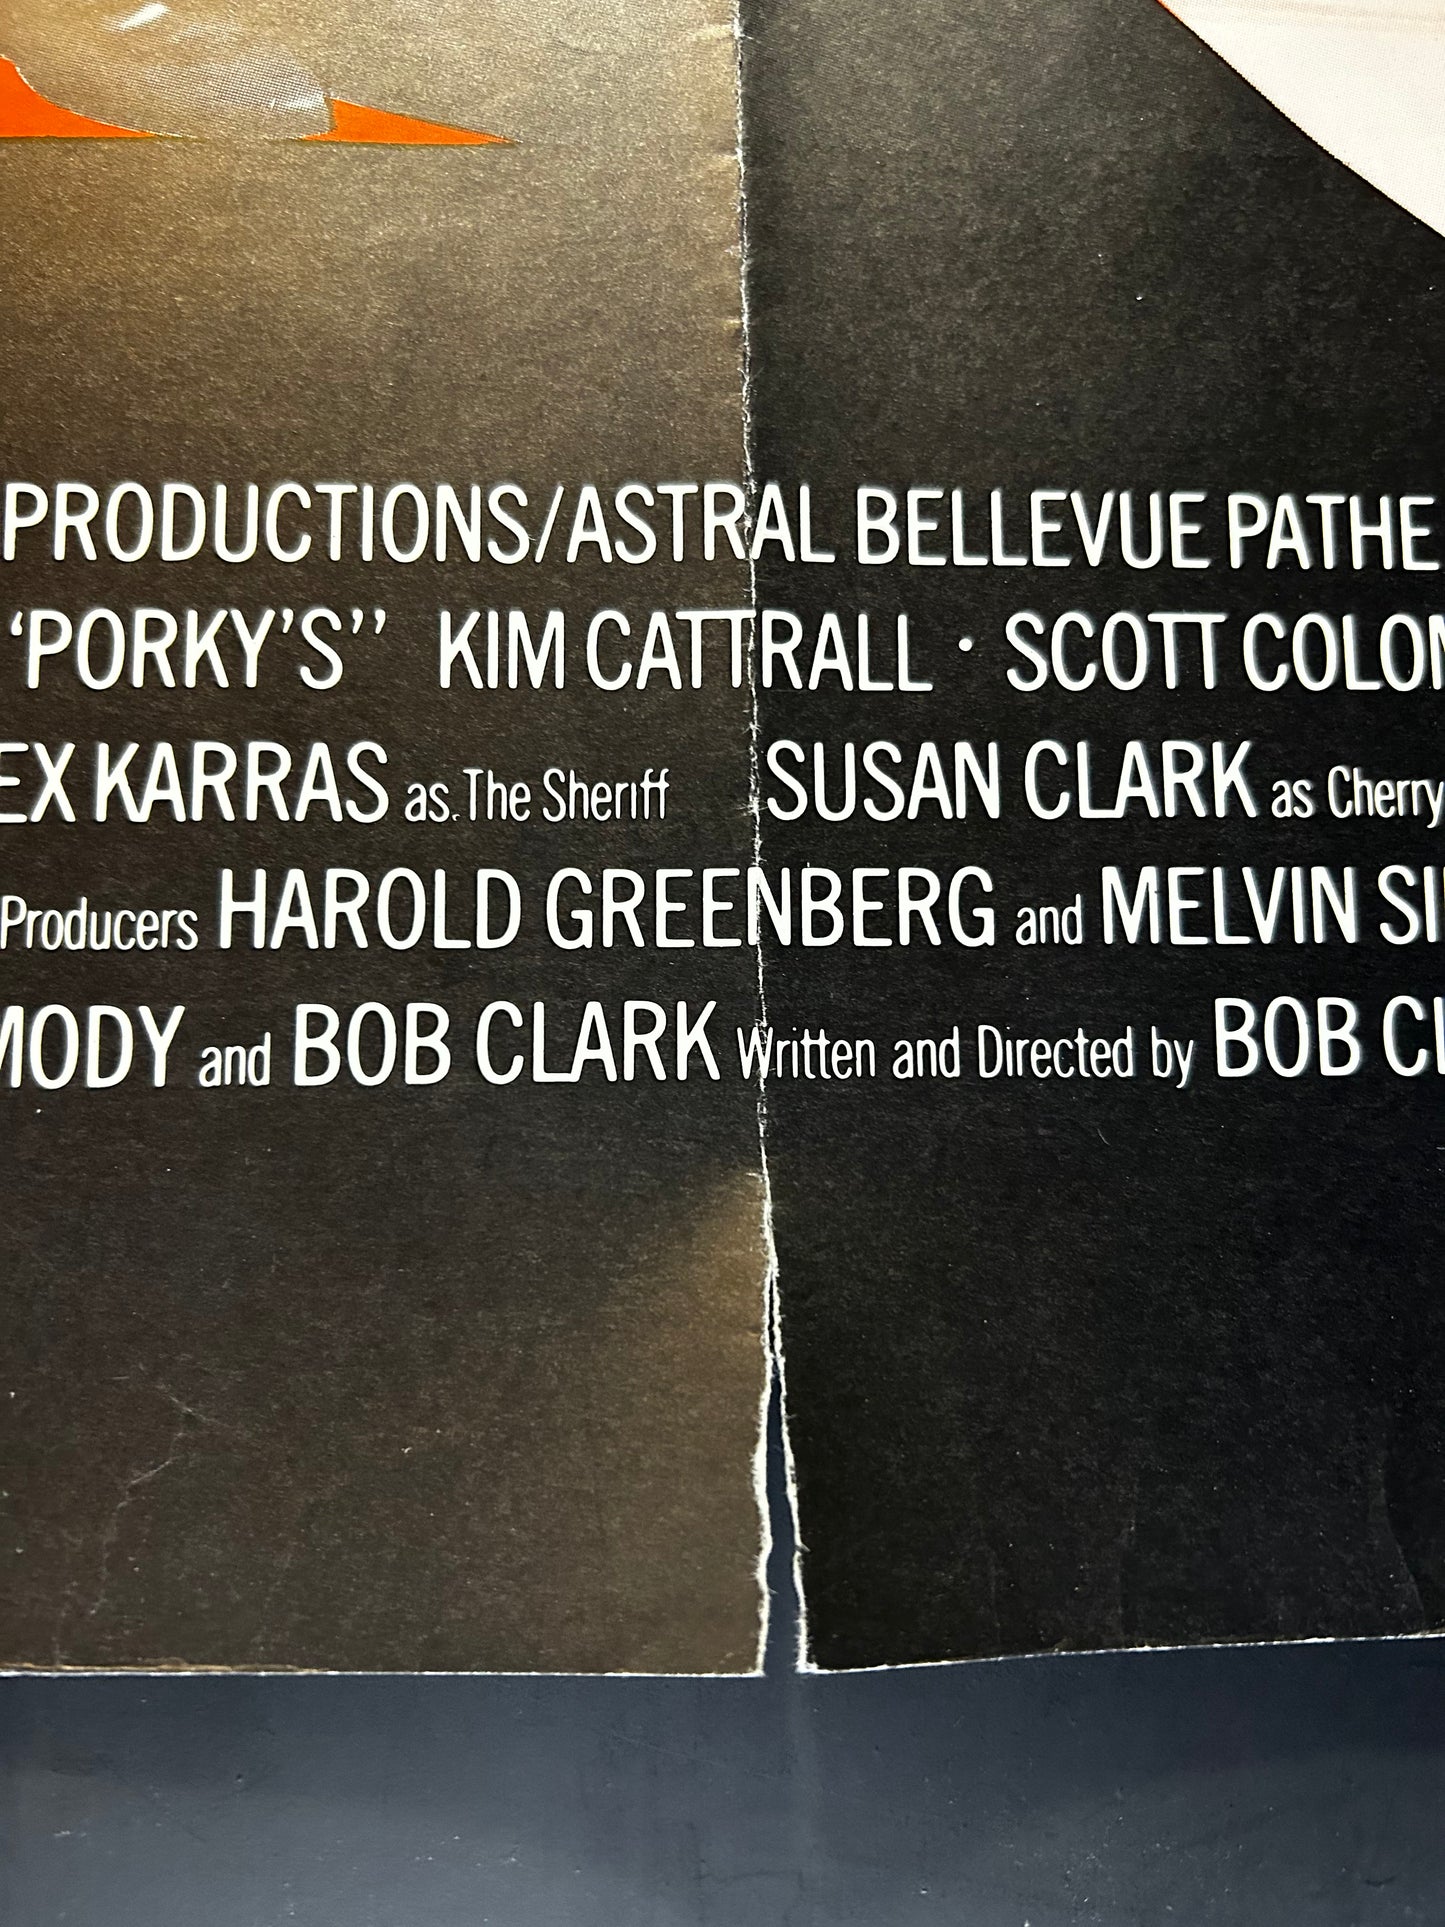 PRODUCTIONS/ASTRAL BELLEVUE PATHE
'PORKY'S" KIM CATTRALL · SCOTT COLOM
EX KARRAS as The Sheriff SUSAN CLARK as Cherry
Producers HAROLD GREENBERG and MELVIN SI
MODY and BOB CLARK Written and Directed by BOB CL